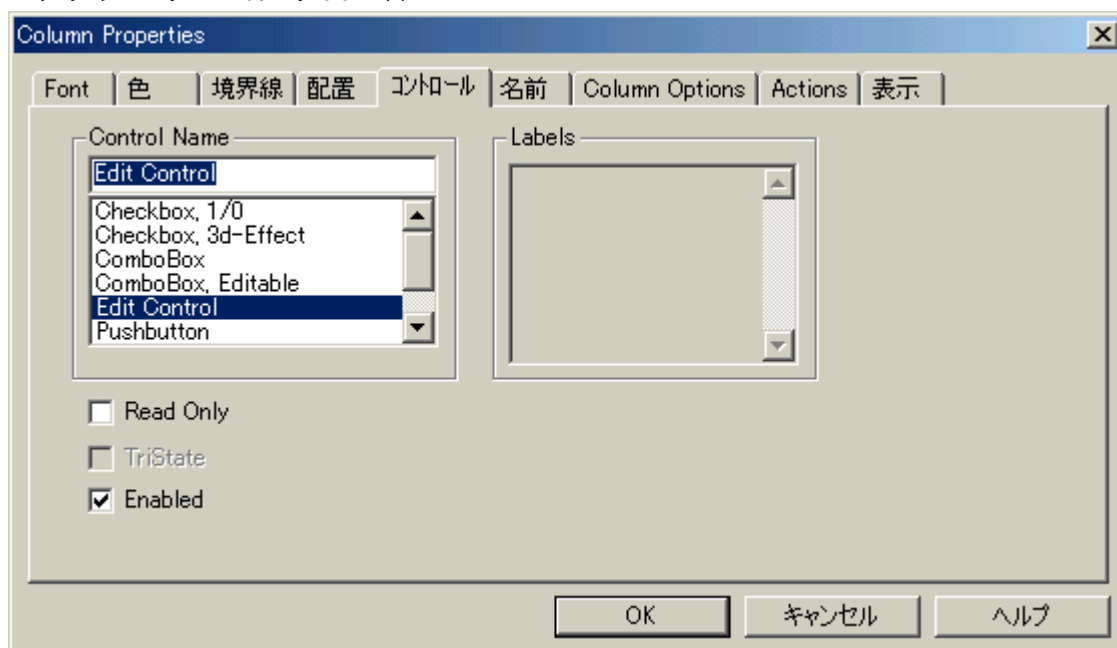 Column Properties
Font 色 境界線 配置 コントロール 名前 Column Options Actions 表示
Control Name
Labels
Edit Control
Checkbox, 1/0
Checkbox, 3d-Effect
ComboBox
ComboBox, Editable
Edit Control
Pushbutton
Read Only
TriState
Enabled
OK キャンセル ヘルプ